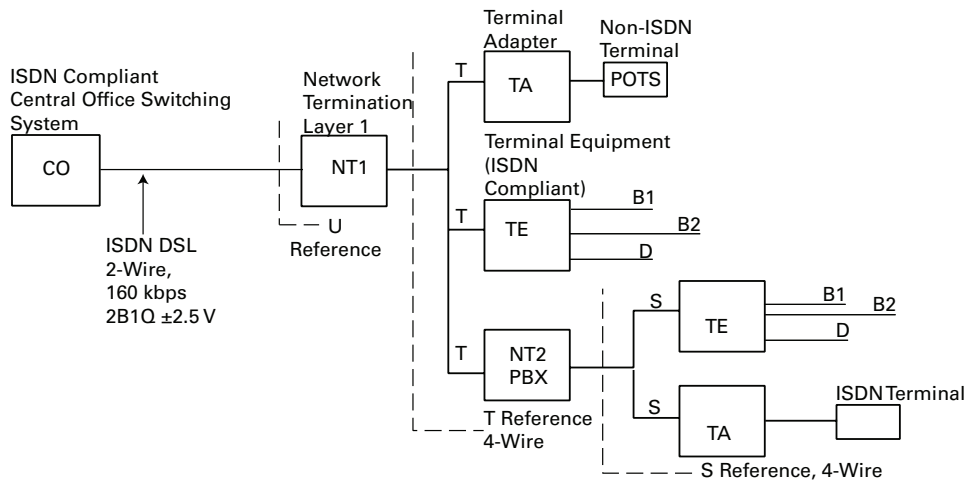 ISDN Compliant
Central Office Switching
System
CO
ISDN DSL
2-Wire,
160 kbps
2B1Q ±2.5 V
Network
Termination
Layer 1
NT1
U
Reference
Terminal
Adapter
T
TA
Non-ISDN
Terminal
POTS
Terminal Equipment
(ISDN
Compliant)
T
TE
B1
B2
D
T
NT2
PBX
T Reference
4-Wire
S
TE
B1
B2
D
S
TA
ISDN Terminal
S Reference, 4-Wire